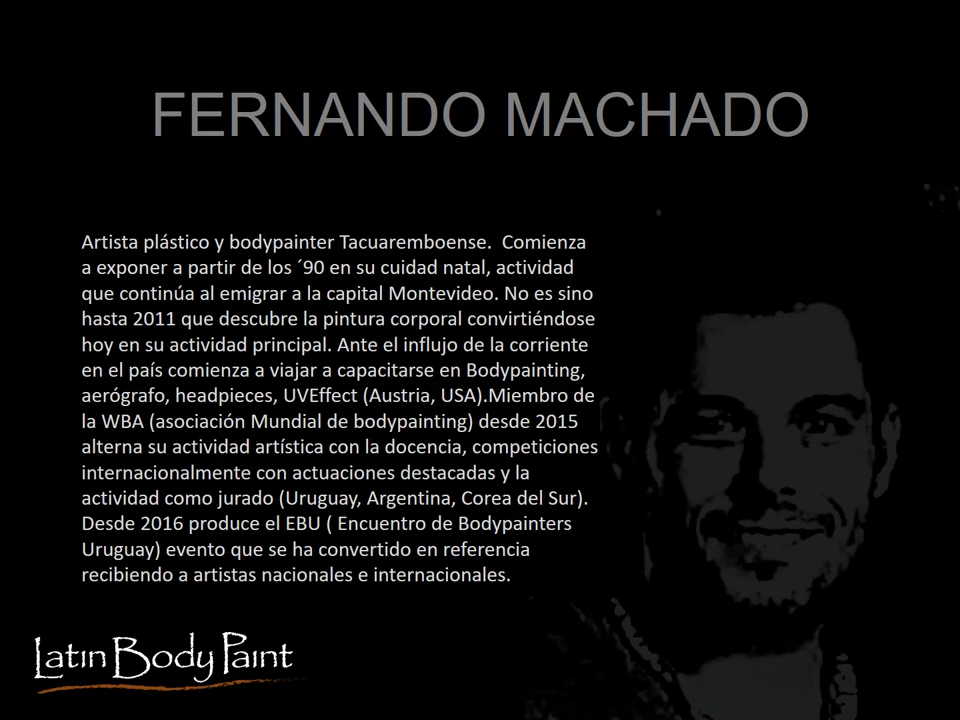 FERNANDO MACHADO
Artista plástico y bodypainter Tacuaremboense.  Comienza
a exponer a partir de los ´90 en su cuidad natal, actividad
que continúa al emigrar a la capital Montevideo. No es sino
hasta 2011 que descubre la pintura corporal convirtiéndose
hoy en su actividad principal. Ante el influjo de la corriente
en el país comienza a viajar a capacitarse en Bodypainting,
aerógrafo, headpieces, UVEffect (Austria, USA).Miembro de
la WBA (asociación Mundial de bodypainting) desde 2015
alterna su actividad artística con la docencia, competiciones
internacionalmente con actuaciones destacadas y la
actividad como jurado (Uruguay, Argentina, Corea del Sur).
Desde 2016 produce el EBU ( Encuentro de Bodypainters
Uruguay) evento que se ha convertido en referencia
recibiendo a artistas nacionales e internacionales.
Latin Body Paint